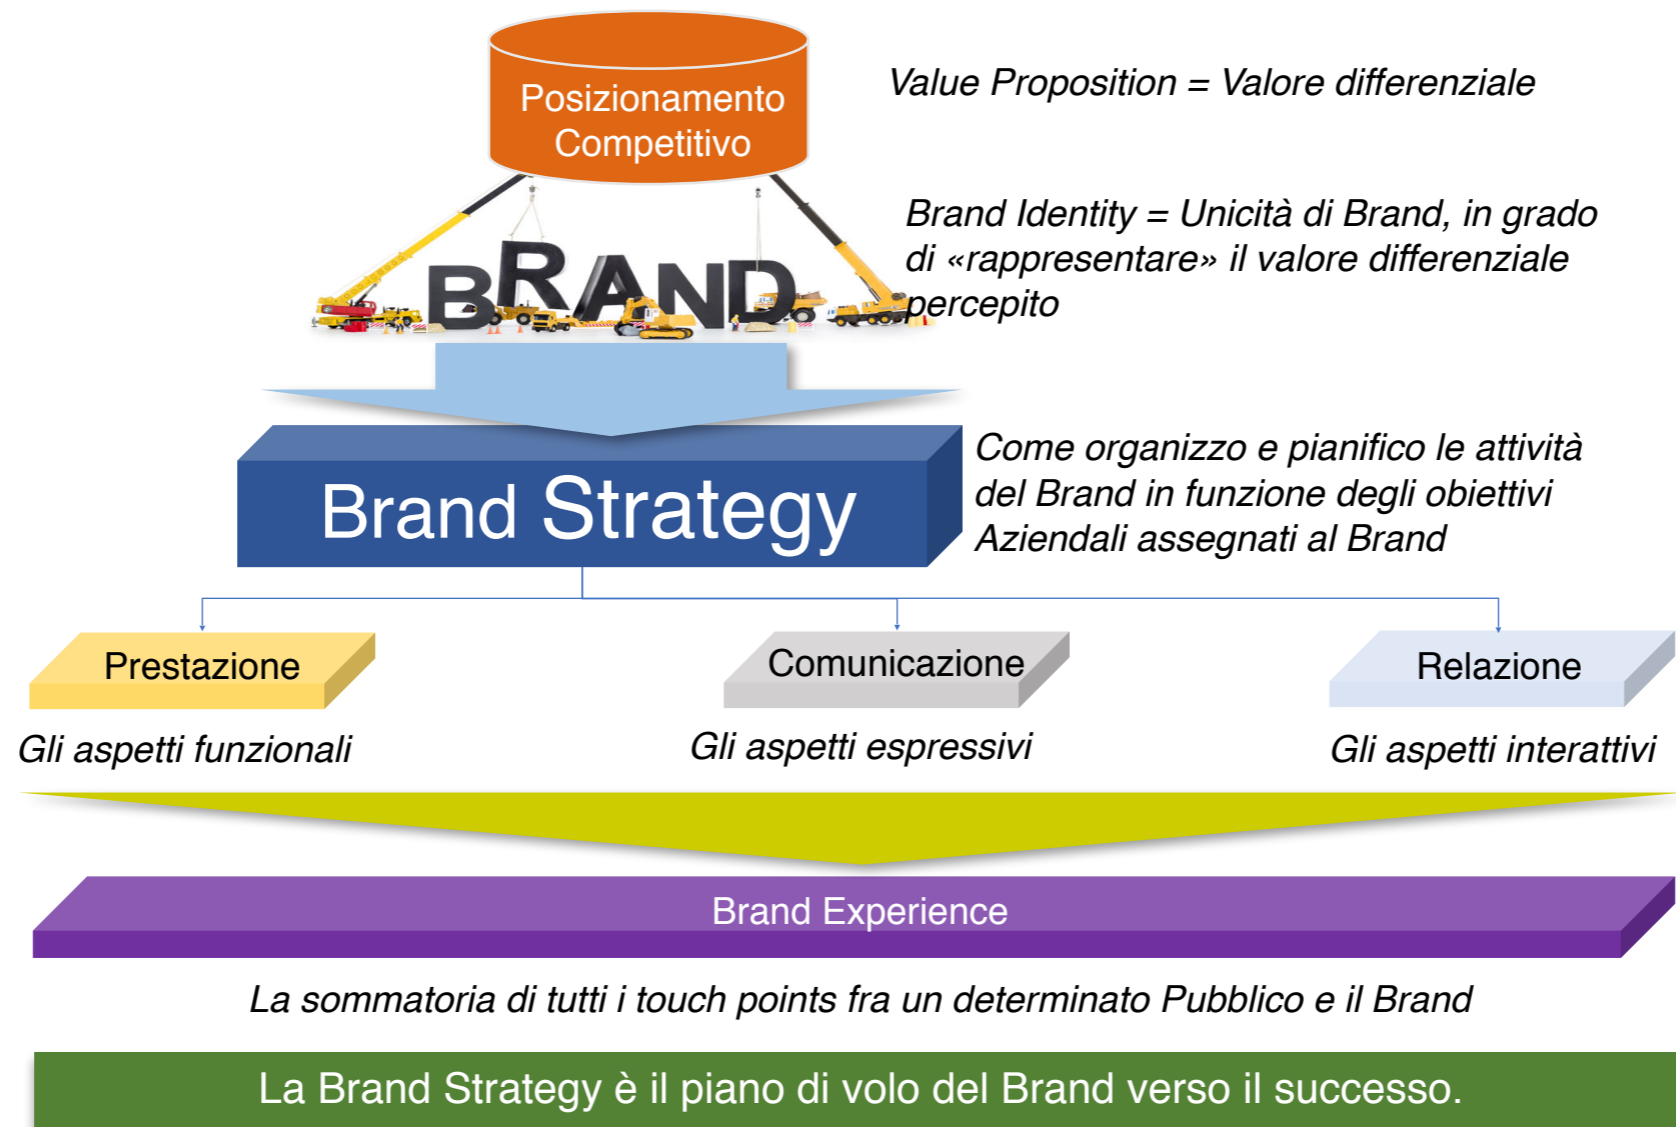 Posizionamento
Competitivo
Value Proposition = Valore differenziale
Brand Identity = Unicità di Brand, in grado
di «rappresentare» il valore differenziale
percepito
BRAND
Brand Strategy
Come organizzo e pianifico le attività
del Brand in funzione degli obiettivi
Aziendali assegnati al Brand
Prestazione
Comunicazione
Relazione
Gli aspetti funzionali
Gli aspetti espressivi
Gli aspetti interattivi
Brand Experience
La sommatoria di tutti i touch points fra un determinato Pubblico e il Brand
La Brand Strategy è il piano di volo del Brand verso il successo.